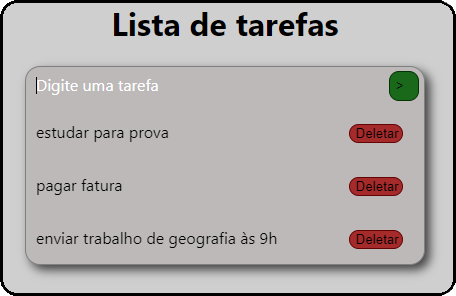 Lista de tarefas
Digite uma tarefa >
estudar para prova Deletar
pagar fatura Deletar
enviar trabalho de geografia às 9h Deletar